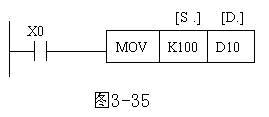 [S .] [D.]
X0
MOV K100 D10
图3-35